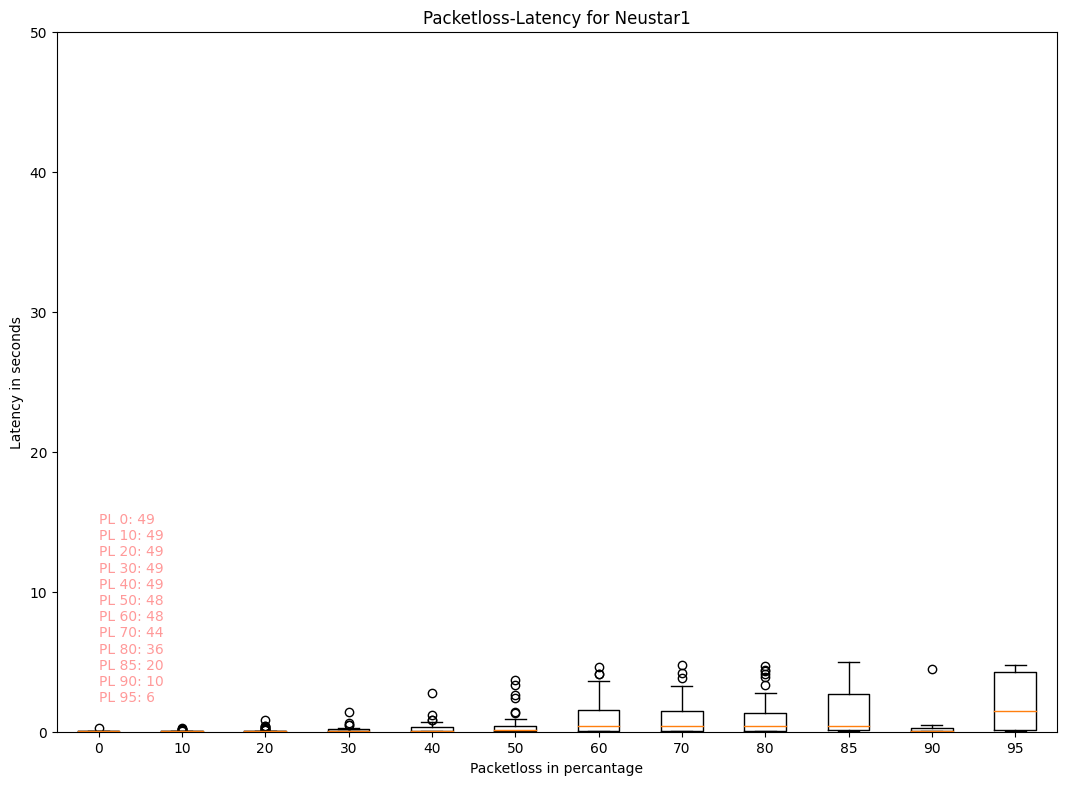 Packetloss-Latency for Neustar1
50
40
30
20
10
0
Latency in seconds
PL 0: 49
PL 10: 49
PL 20: 49
PL 30: 49
PL 40: 49
PL 50: 48
PL 60: 48
PL 70: 44
PL 80: 36
PL 85: 20
PL 90: 10
PL 95: 6
0 10 20 30 40 50 60 70 80 85 90 95
Packetloss in percantage